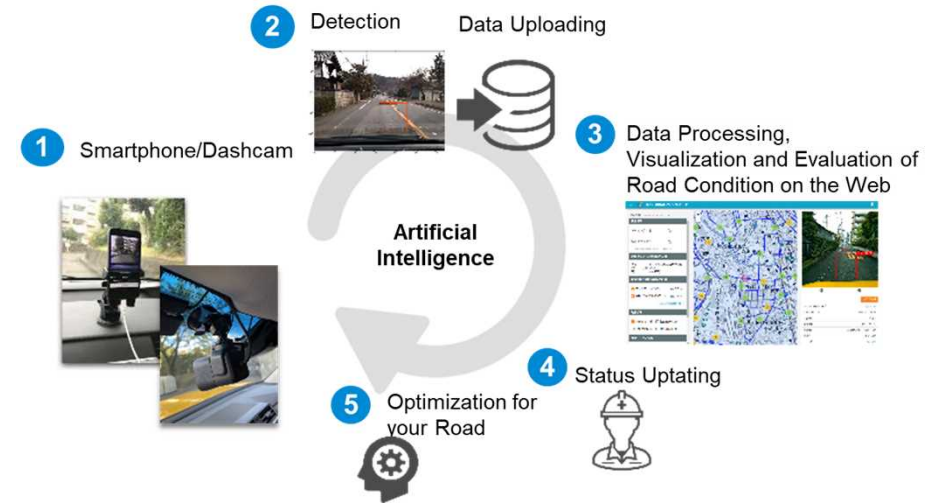 1
Smartphone/Dashcam
2
Detection
Data Uploading
3
Data Processing,
Visualization and Evaluation of
Road Condition on the Web
Artificial
Intelligence
4
Status Uptating
5
Optimization for
your Road